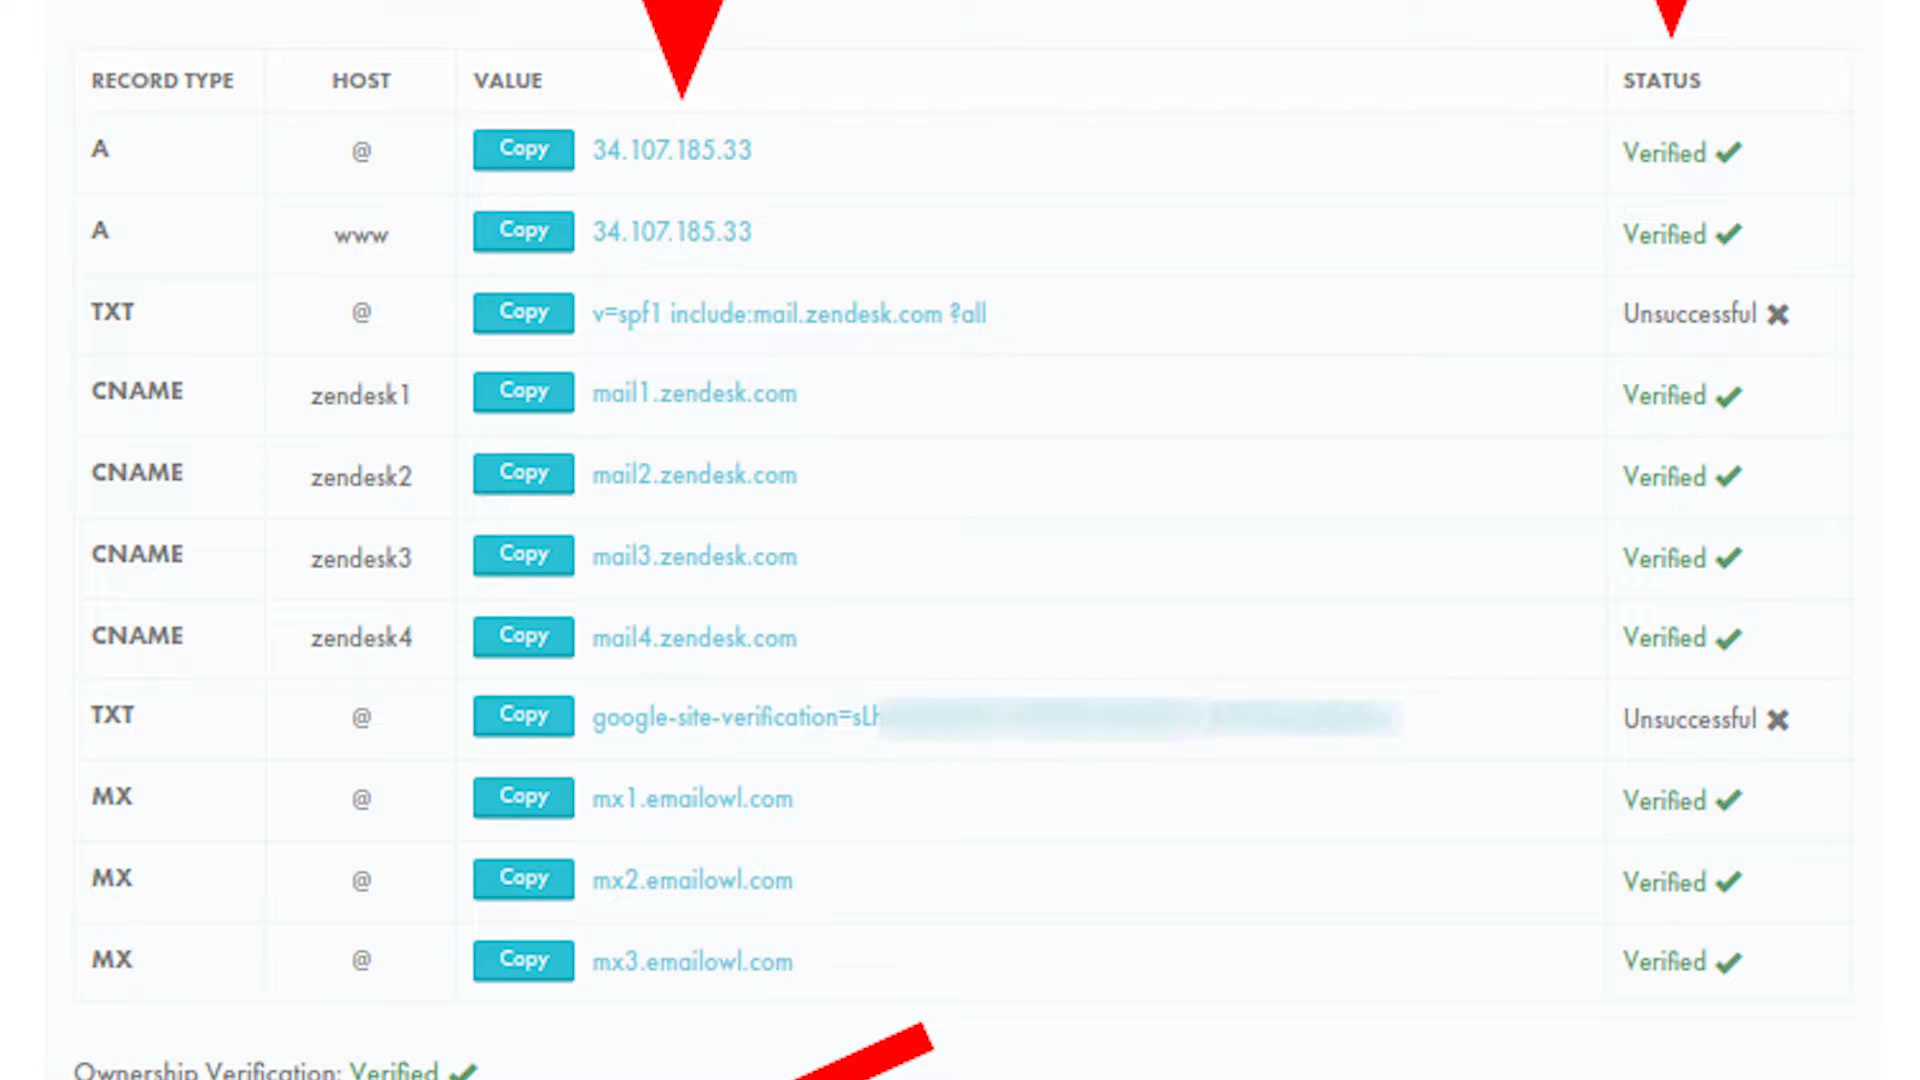 RECORD TYPE HOST VALUE STATUS
A @ Copy 34.107.185.33 Verified
A www Copy 34.107.185.33 Verified
TXT @ Copy v=spf1 include:mail.zendesk.com ?all Unsuccessful
CNAME zendesk1 Copy mail1.zendesk.com Verified
CNAME zendesk2 Copy mail2.zendesk.com Verified
CNAME zendesk3 Copy mail3.zendesk.com Verified
CNAME zendesk4 Copy mail4.zendesk.com Verified
TXT @ Copy google-site-verification=sLh Unsuccessful
MX @ Copy mx1.emailowl.com Verified
MX @ Copy mx2.emailowl.com Verified
MX @ Copy mx3.emailowl.com Verified
Ownership Verification: Verified